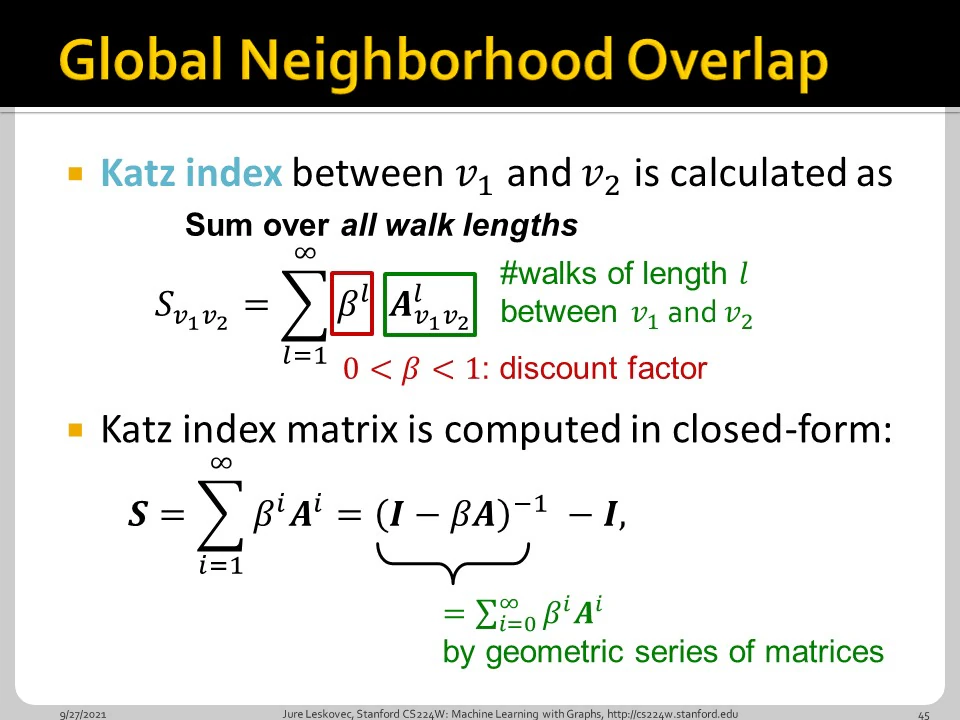 Global Neighborhood Overlap
Katz index between 𝑣₁ and 𝑣₂ is calculated as
Sum over all walk lengths
S_{v₁v₂} = ∑_{l=1}^{∞} β^l A^l_{v₁v₂}
#walks of length l
between v₁ and v₂
0 < β < 1: discount factor
Katz index matrix is computed in closed-form:
S = ∑_{i=1}^{∞} β^i A^i = (I − βA)^{−1} − I,
= ∑_{i=0}^{∞} β^i A^i
by geometric series of matrices
9/27/2021 Jure Leskovec, Stanford CS224W: Machine Learning with Graphs, http://cs224w.stanford.edu 45